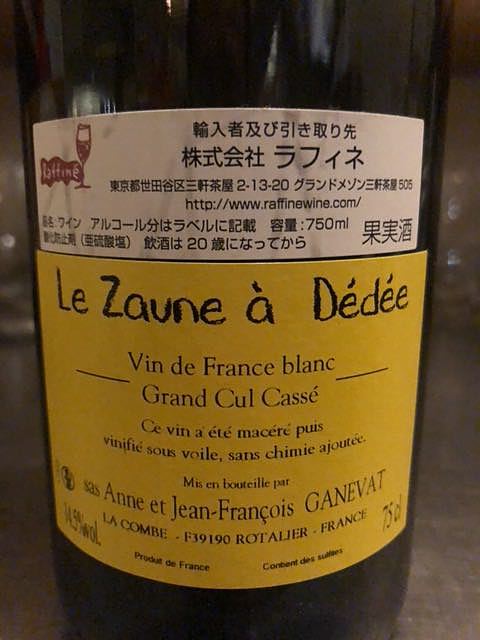 Raffiné
輸入者及び引き取り先
株式会社 ラフィネ
東京都世田谷区三軒茶屋 2-13-20 グランドメゾン三軒茶屋 505
http://www.raffinewine.com/
品名:ワイン アルコール分はラベルに記載 容量:750ml
酸化防止剤(亜硫酸塩) 飲酒は20歳になってから
果実酒
Le Zaune à Dédée
Vin de France blanc
Grand Cul Cassé
Ce vin a été macéré puis
vinifié sous voile, sans chimie ajoutée.
Mis en bouteille par
sas Anne et Jean-François GANEVAT
LA COMBE - F39190 ROTALIER - FRANCE
14,5%vol.
75 cl
Produit de France
Contient des sulfites